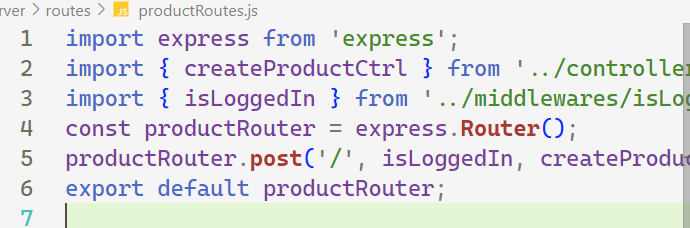 rver > routes > JS productRoutes.js
1 import express from 'express';
2 import { createProductCtrl } from '../controller
3 import { isLoggedIn } from '../middlewares/isLog
4 const productRouter = express.Router();
5 productRouter.post('/', isLoggedIn, createProduc
6 export default productRouter;
7